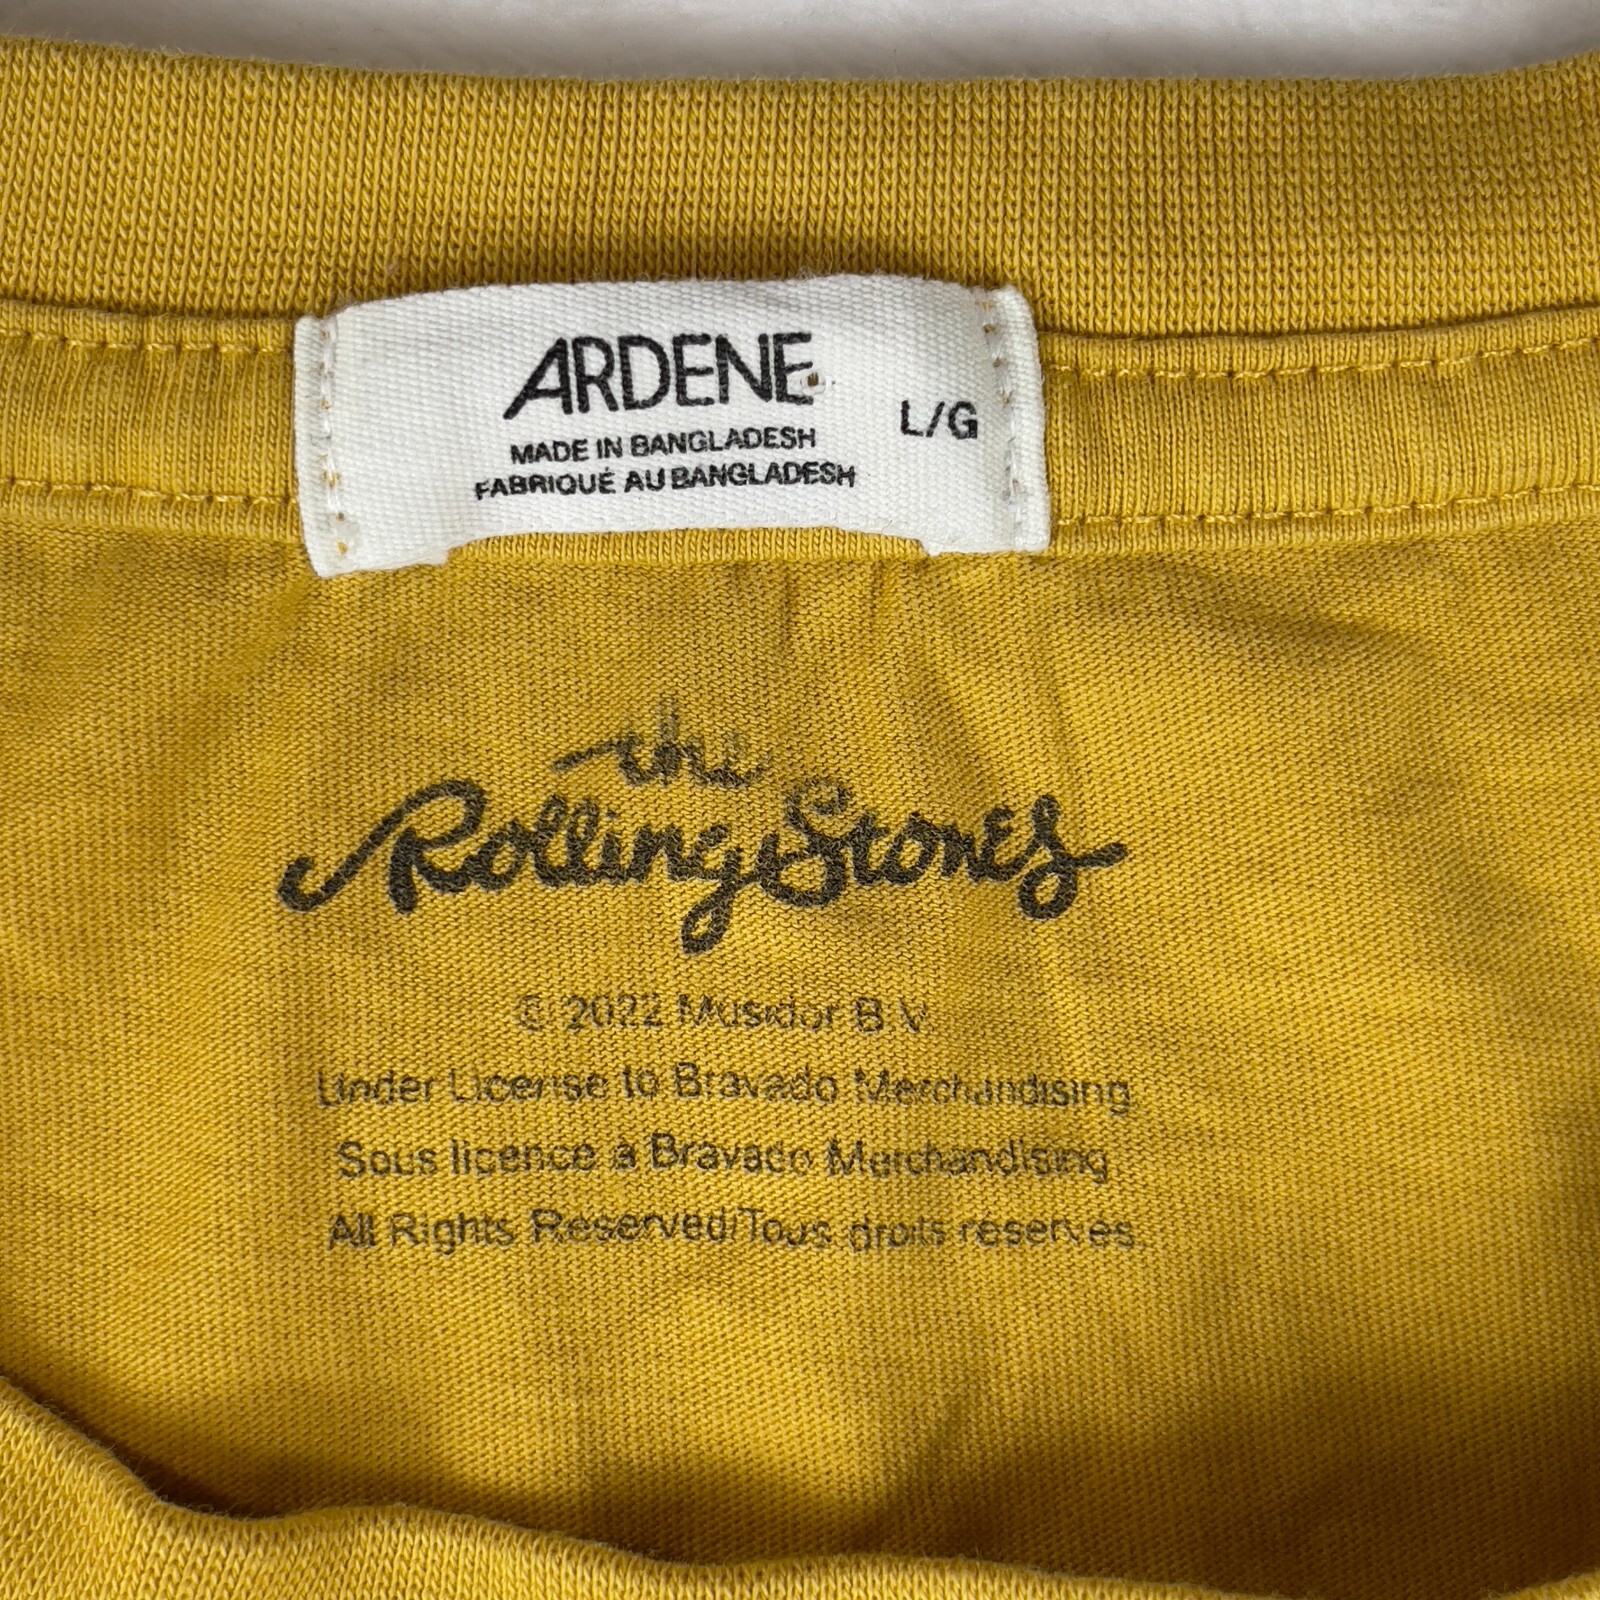 ARDENE
L/G
MADE IN BANGLADESH
FABRIQUÉ AU BANGLADESH
the
Rolling Stones
© 2022 Musidor B.V.
Under License to Bravado Merchandising.
Sous licence à Bravado Merchandising
All Rights Reserved/Tous droits réservés.